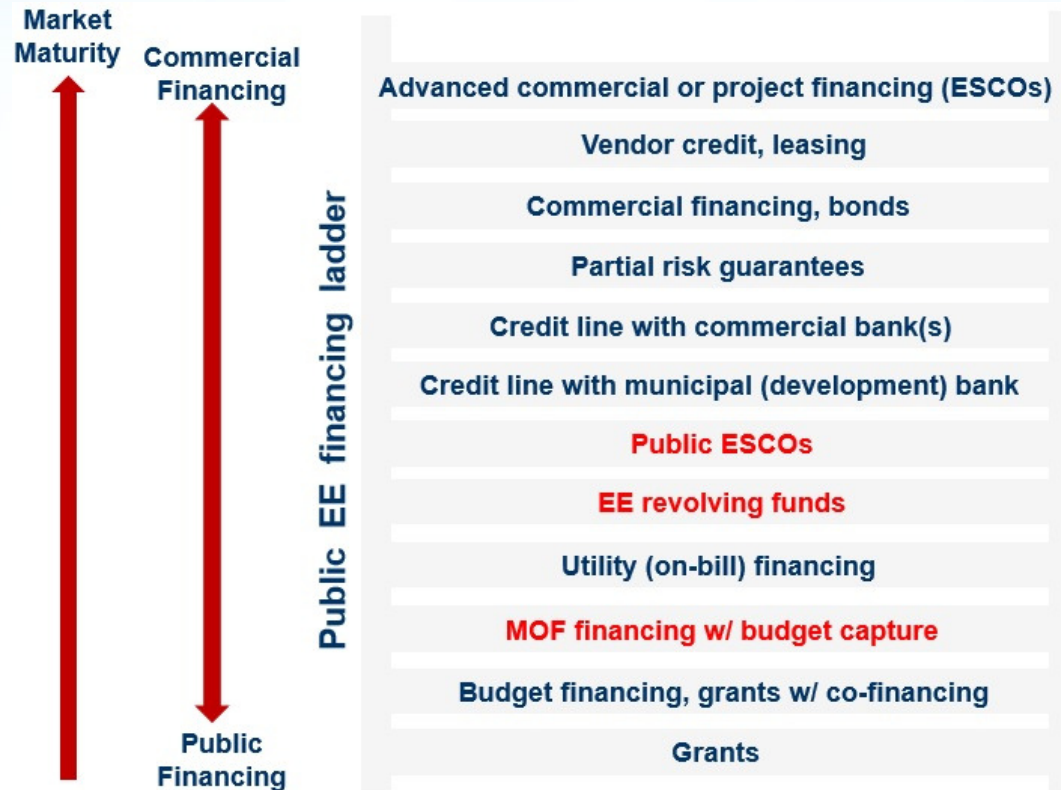 Market
Maturity
Commercial
Financing
Public EE financing ladder
Advanced commercial or project financing (ESCOs)
Vendor credit, leasing
Commercial financing, bonds
Partial risk guarantees
Credit line with commercial bank(s)
Credit line with municipal (development) bank
Public ESCOs
EE revolving funds
Utility (on-bill) financing
MOF financing w/ budget capture
Budget financing, grants w/ co-financing
Grants
Public
Financing